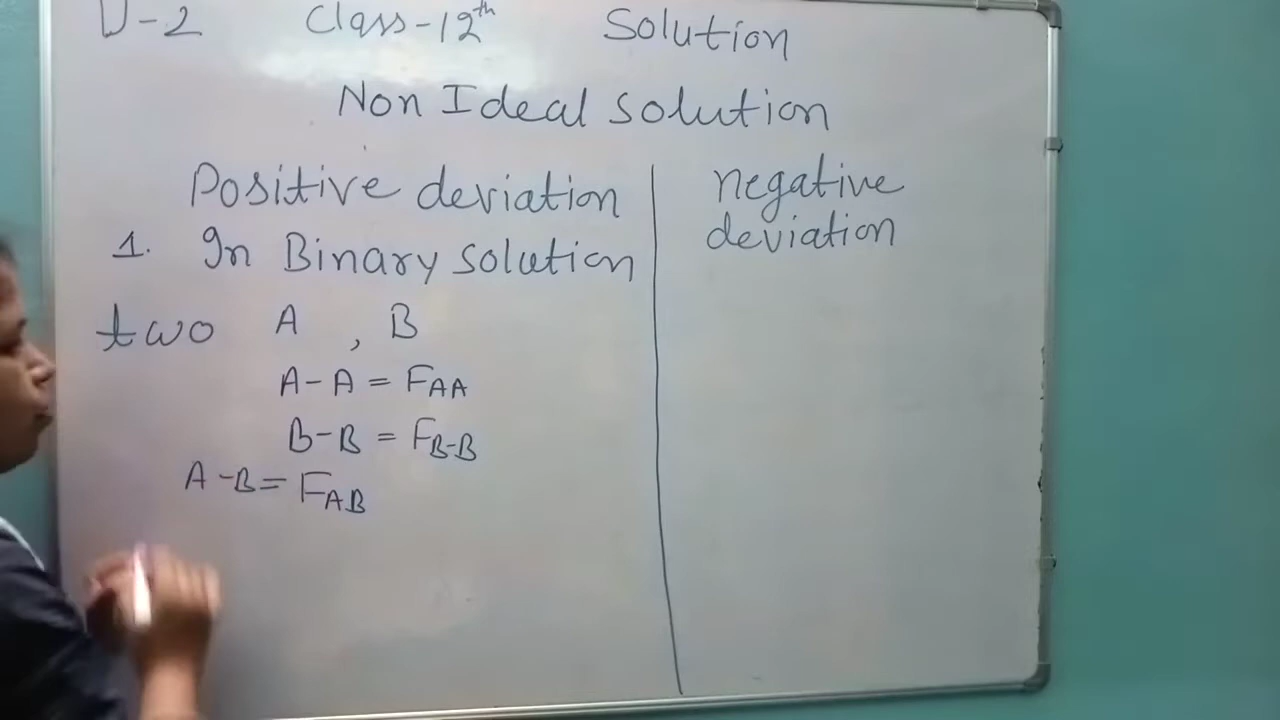 U-2 Class-12th Solution
Non Ideal solution
Positive deviation
1. In Binary solution
two A , B
A-A = FAA
B-B = FB-B
A-B = FAB
negative
deviation